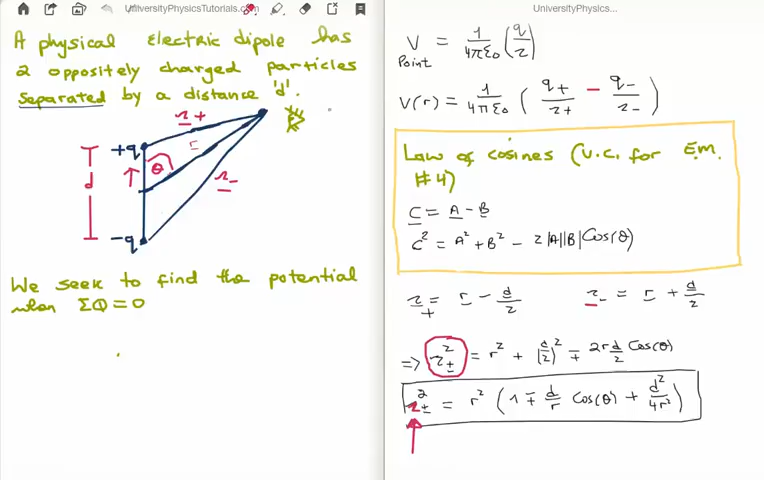 UniversityPhysicsTutorials.com
UniversityPhysics...
A physical electric dipole has
2 oppositely charged particles
separated by a distance 'd'.
𝓇+
+q
r
θ
d
𝓇-
-q
We seek to find the potential
when ΣQ = 0
V = 1/4πε0 (q/𝓇)
Point
V(r) = 1/4πε0 (q+/𝓇+ - q-/𝓇-)
Law of cosines (V.C. for E.M.
#4)
C = A - B
C² = A² + B² - 2|A||B|Cos(θ)
𝓇+ = r - d/2 𝓇- = r + d/2
=> 𝓇±² = r² + (d/2)² ∓ 2rd/2 Cos(θ)
𝓇±² = r² (1 ∓ d/r Cos(θ) + d²/4r²)